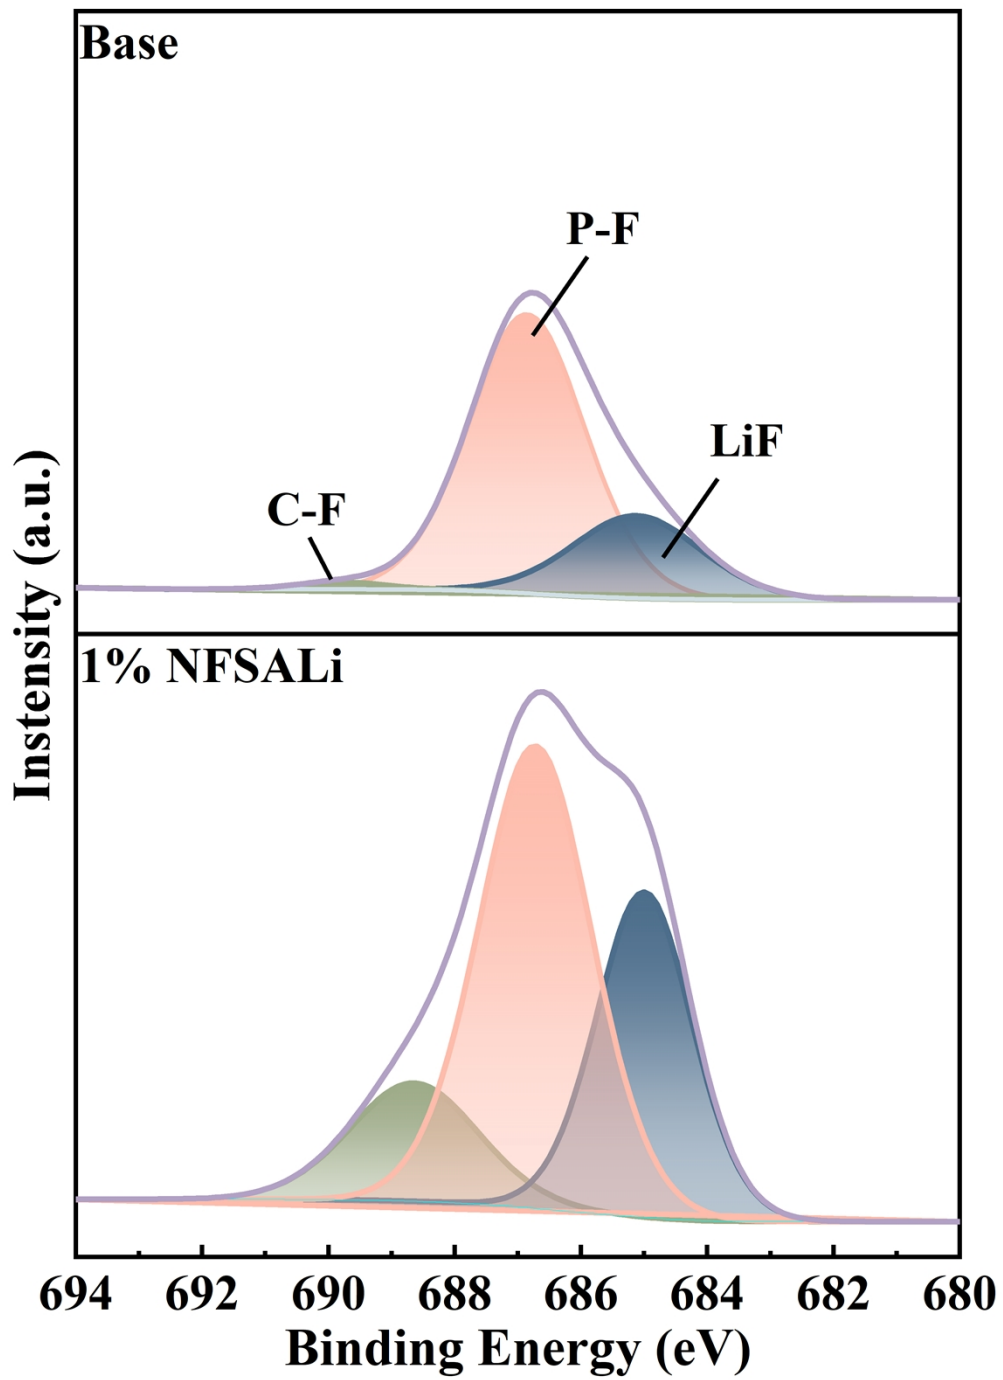 Base
P-F
LiF
C-F
1% NFSALi
Instensity (a.u.)
694 692 690 688 686 684 682 680
Binding Energy (eV)